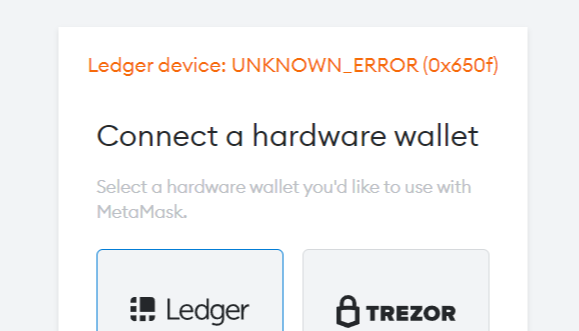 Ledger device: UNKNOWN_ERROR (0x650f)
Connect a hardware wallet
Select a hardware wallet you'd like to use with
MetaMask.
Ledger
TREZOR